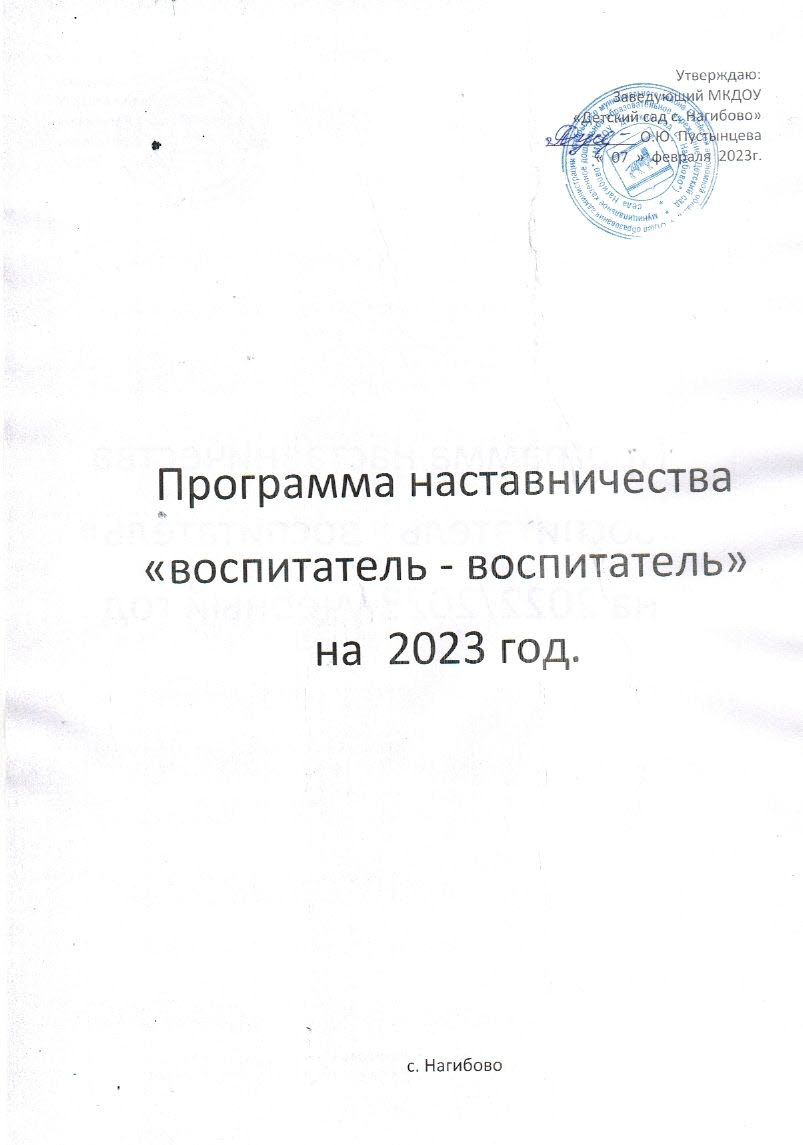 Утверждаю:
Заведующий МКДОУ
«Детский сад с. Нагибово»
О.Ю. Пустынцева
« 07 » февраля 2023г.
Программа наставничества
«воспитатель - воспитатель»
на 2023 год.
с. Нагибово